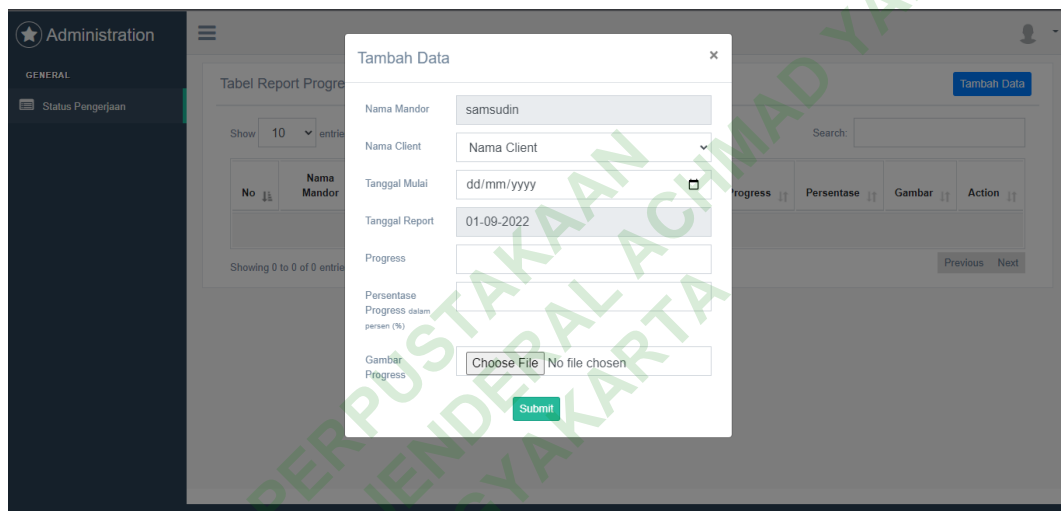 Administration
GENERAL
Status Pengerjaan
Tabel Report Progre
Tambah Data
Show 10 entrie
Search:
No
Nama Mandor
rogress
Persentase
Gambar
Action
Showing 0 to 0 of 0 entrie
Previous Next
Tambah Data ×
Nama Mandor samsudin
Nama Client Nama Client
Tanggal Mulai dd/mm/yyyy
Tanggal Report 01-09-2022
Progress
Persentase
Progress dalam
persen (%)
Gambar
Progress
Choose File No file chosen
Submit
PERPUSTAKAAN
JENDERAL ACHMAD YA
GYAKARTA